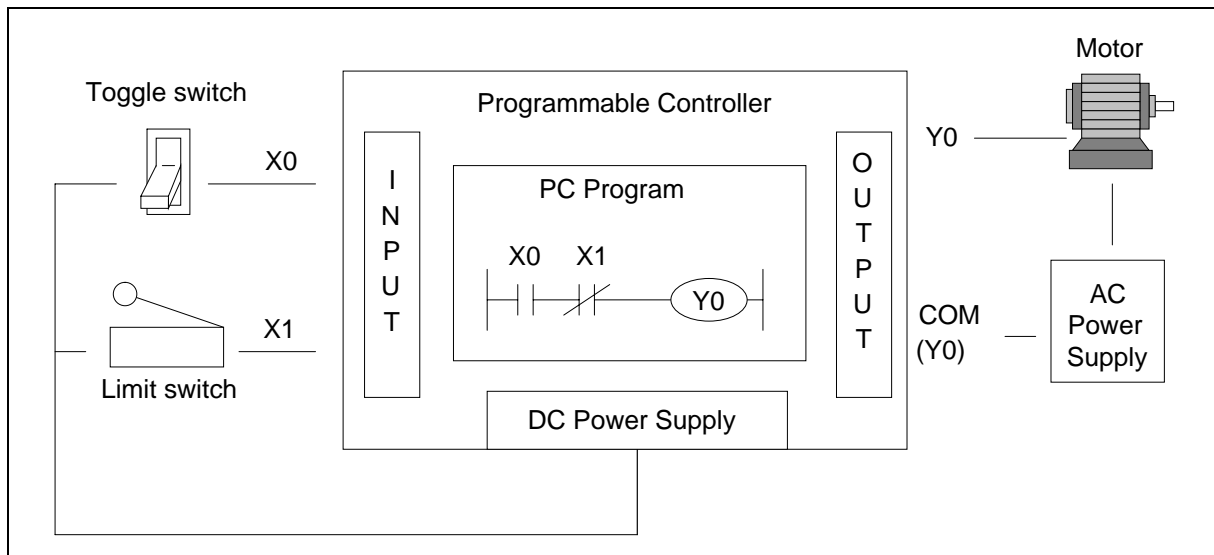 Toggle switch
X0
X1
Limit switch
Programmable Controller
I
N
P
U
T
PC Program
X0 X1
Y0
DC Power Supply
O
U
T
P
U
T
Motor
Y0
COM
(Y0)
AC
Power
Supply